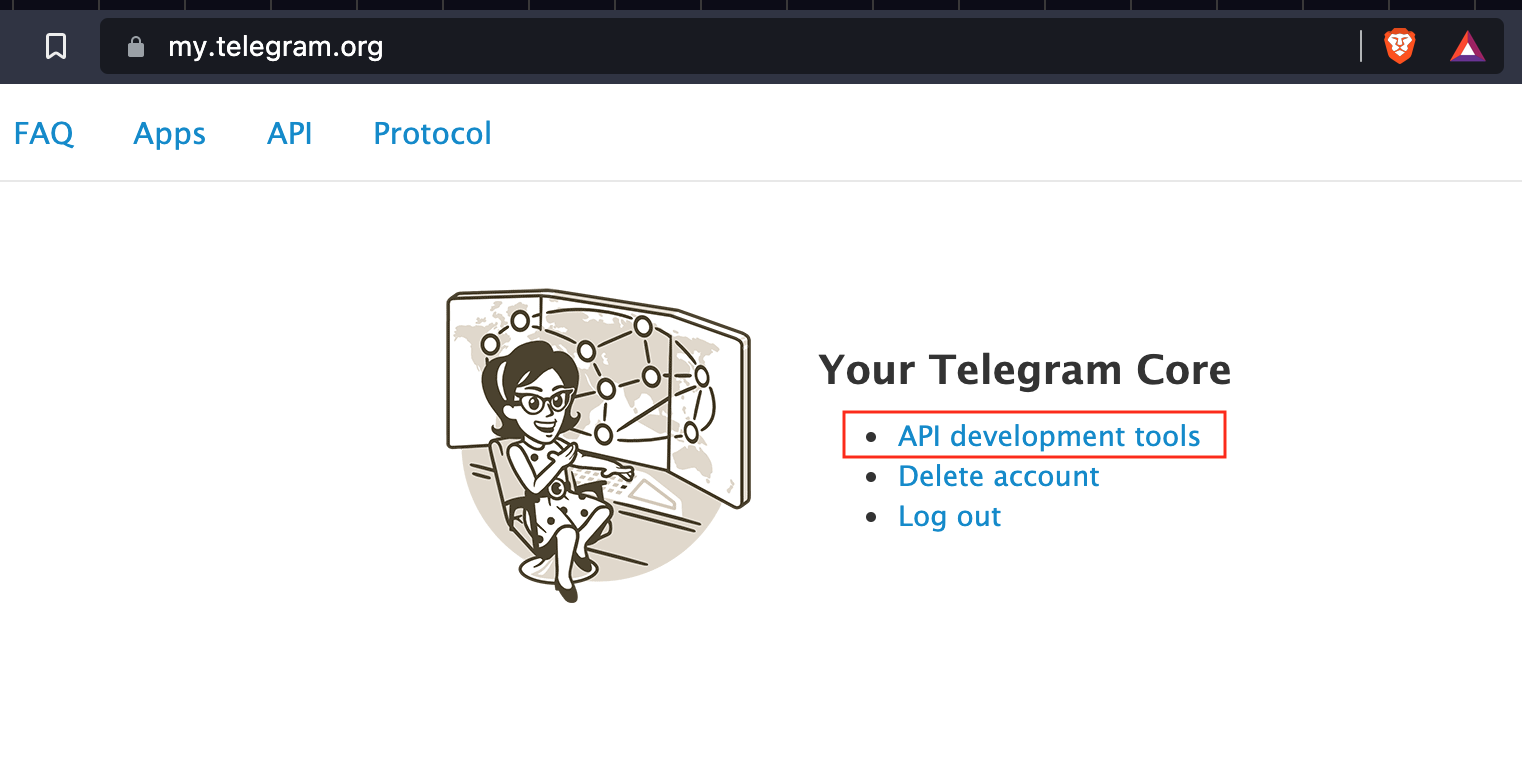 my.telegram.org
FAQ Apps API Protocol
Your Telegram Core
API development tools
Delete account
Log out